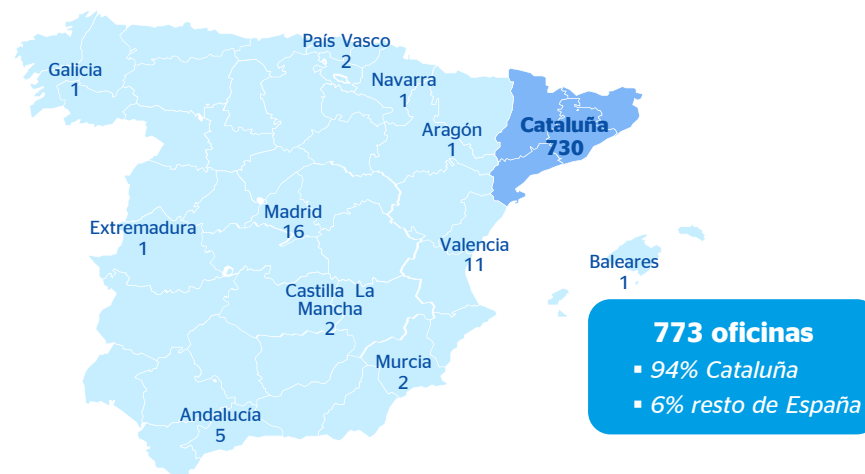 País Vasco
2
Galicia
1
Navarra
1
Aragón
1
Cataluña
730
Madrid
16
Extremadura
1
Valencia
11
Baleares
1
Castilla La
Mancha
2
Murcia
2
Andalucía
5
773 oficinas
▪ 94% Cataluña
▪ 6% resto de España